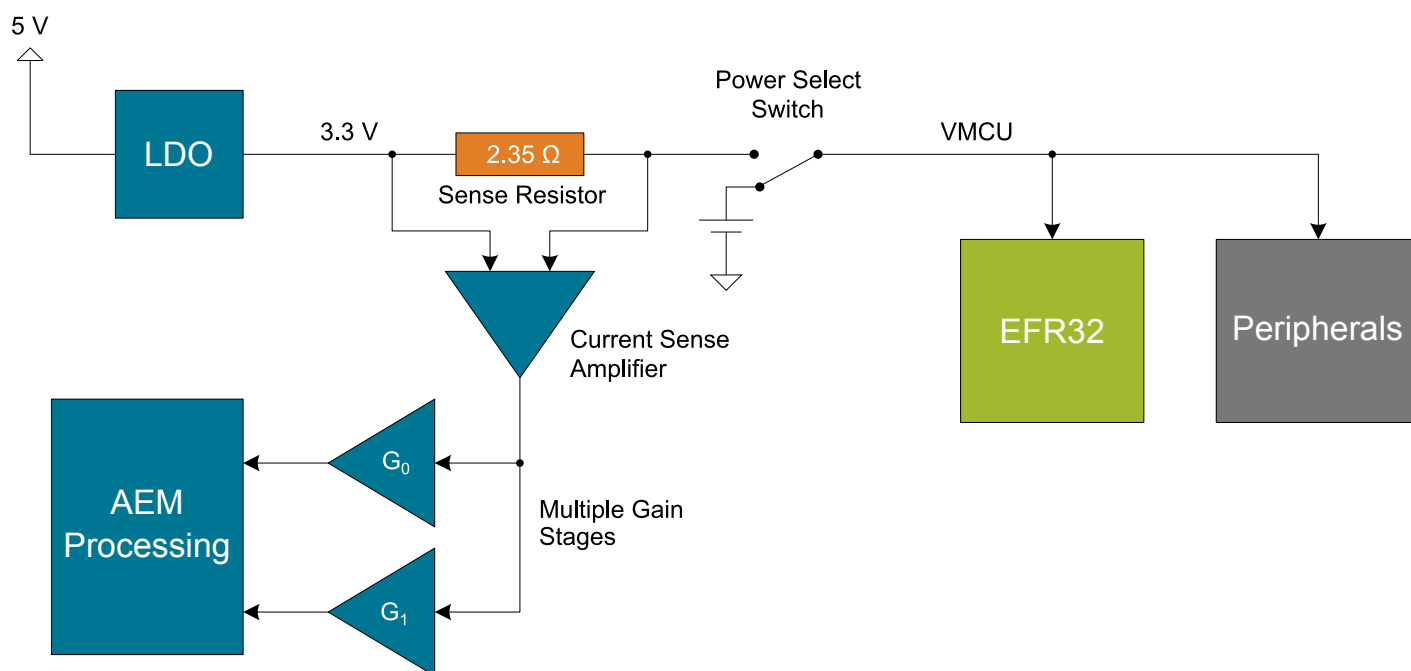 5 V
Power Select
Switch
LDO
3.3 V
2.35 Ω
VMCU
Sense Resistor
EFR32
Peripherals
Current Sense
Amplifier
AEM
Processing
G₀
Multiple Gain
Stages
G₁